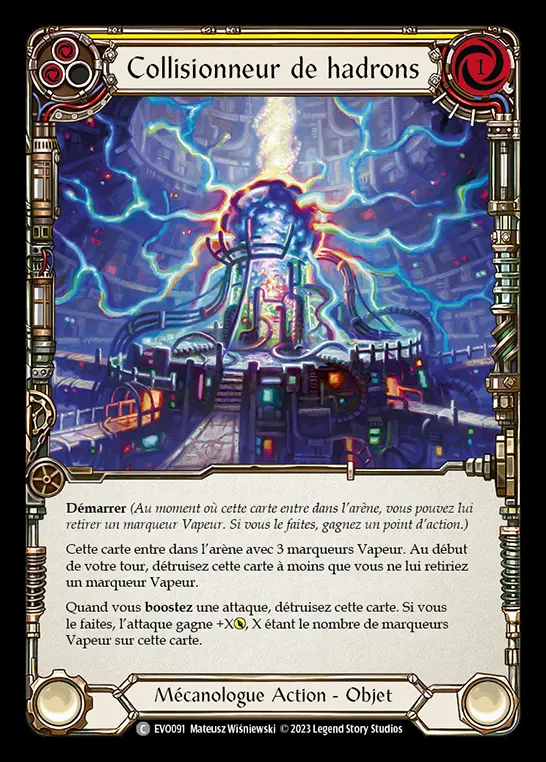 Collisionneur de hadrons
1
Démarrer (Au moment où cette carte entre dans l'arène, vous pouvez lui
retirer un marqueur Vapeur. Si vous le faites, gagnez un point d'action.)
Cette carte entre dans l'arène avec 3 marqueurs Vapeur. Au début
de votre tour, détruisez cette carte à moins que vous ne lui retiriez
un marqueur Vapeur.
Quand vous boostez une attaque, détruisez cette carte. Si vous
le faites, l'attaque gagne +X, X étant le nombre de marqueurs
Vapeur sur cette carte.
Mécanologue Action - Objet
C EVO091 Mateusz Wiśniewski © 2023 Legend Story Studios